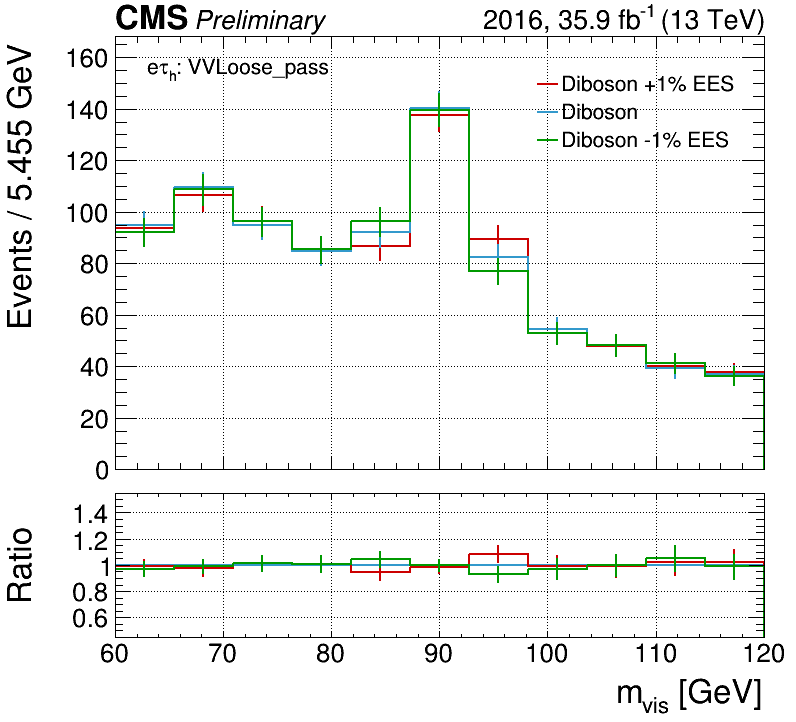 CMS Preliminary 2016, 35.9 fb⁻¹ (13 TeV)
Events / 5.455 GeV
eτₕ: VVLoose_pass
Diboson +1% EES
Diboson
Diboson -1% EES
160
140
120
100
80
60
40
20
0
Ratio
1.4
1.2
1
0.8
0.6
60 70 80 90 100 110 120
m_vis [GeV]